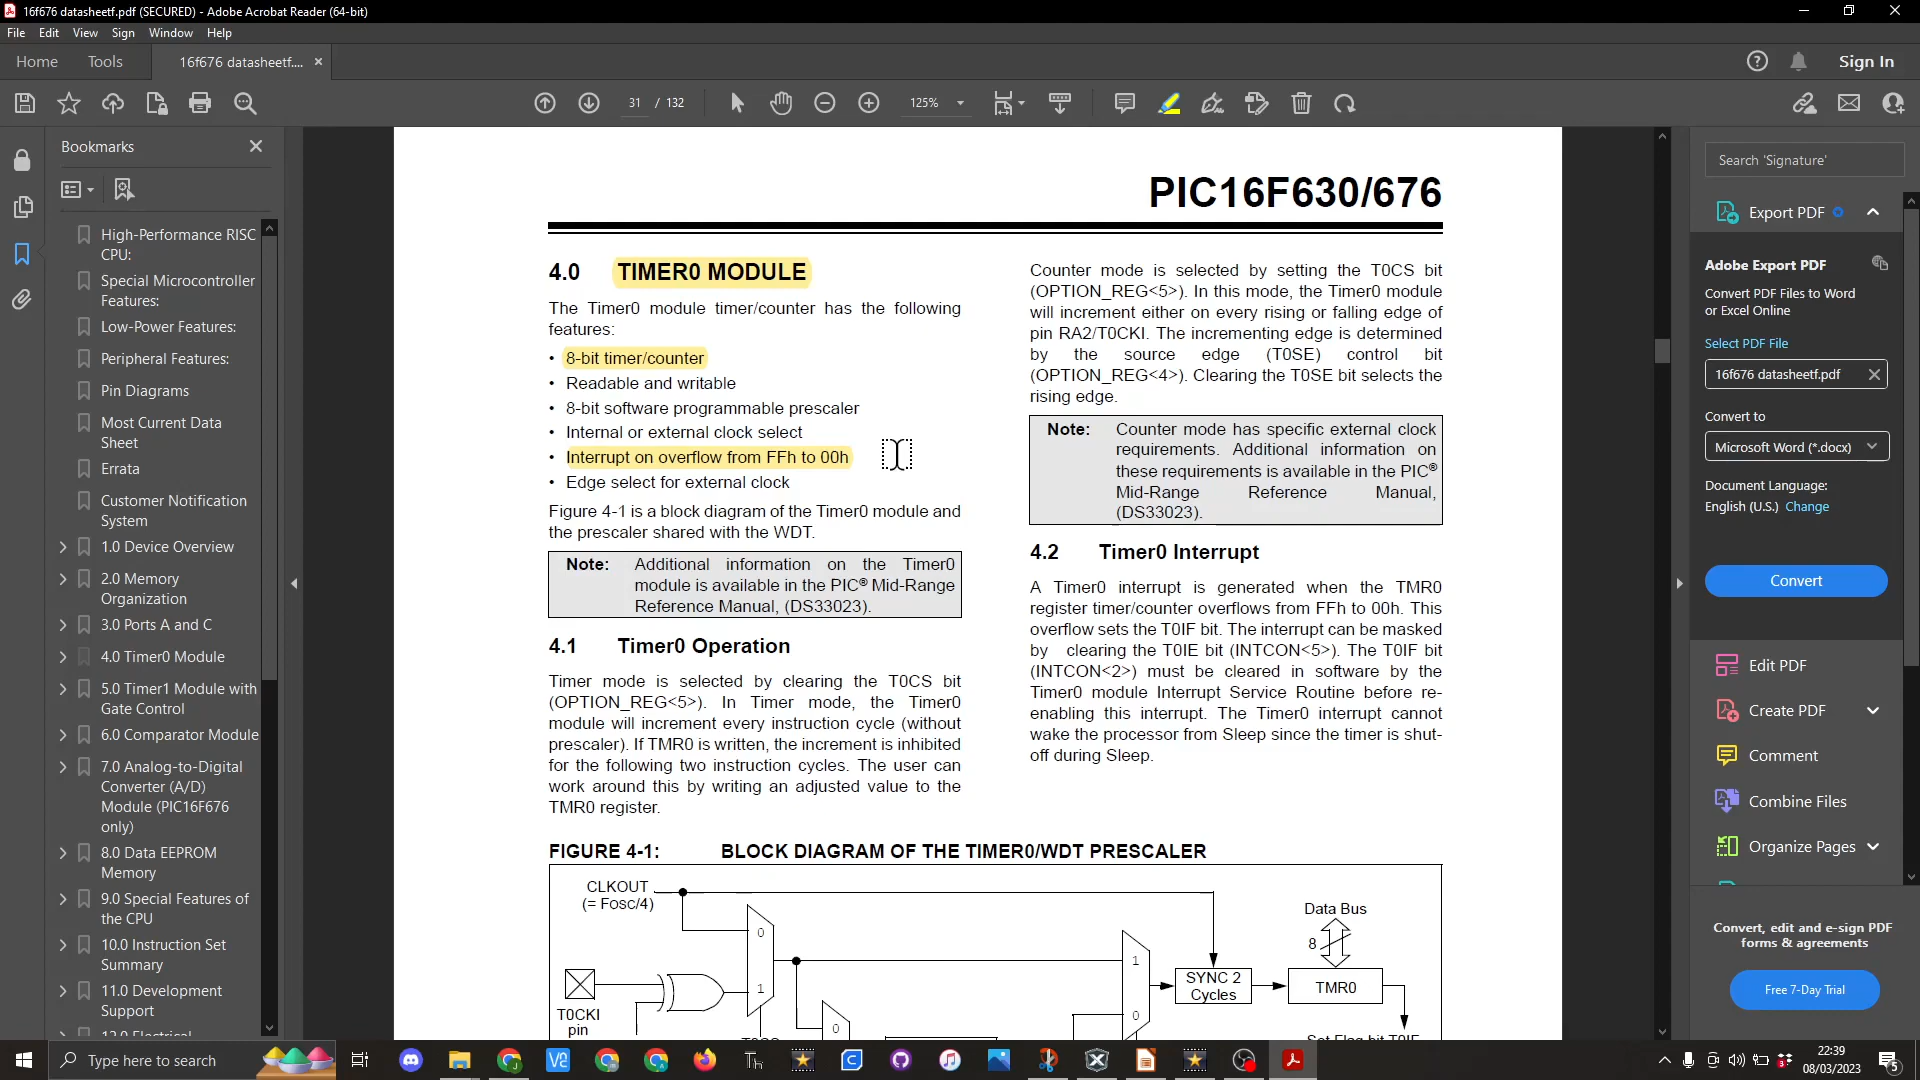 16f676 datasheetf.pdf (SECURED) - Adobe Acrobat Reader (64-bit)
File Edit View Sign Window Help
Home Tools 16f676 datasheetf.... ×
Sign In
31 / 132 125%
Bookmarks
High-Performance RISC
CPU:
Special Microcontroller
Features:
Low-Power Features:
Peripheral Features:
Pin Diagrams
Most Current Data
Sheet
Errata
Customer Notification
System
1.0 Device Overview
2.0 Memory
Organization
3.0 Ports A and C
4.0 Timer0 Module
5.0 Timer1 Module with
Gate Control
6.0 Comparator Module
7.0 Analog-to-Digital
Converter (A/D)
Module (PIC16F676
only)
8.0 Data EEPROM
Memory
9.0 Special Features of
the CPU
10.0 Instruction Set
Summary
11.0 Development
Support
12.0 Electrical
PIC16F630/676
4.0 TIMER0 MODULE
The Timer0 module timer/counter has the following
features:
• 8-bit timer/counter
• Readable and writable
• 8-bit software programmable prescaler
• Internal or external clock select
• Interrupt on overflow from FFh to 00h
• Edge select for external clock
Figure 4-1 is a block diagram of the Timer0 module and
the prescaler shared with the WDT.
Note: Additional information on the Timer0
module is available in the PIC® Mid-Range
Reference Manual, (DS33023).
4.1 Timer0 Operation
Timer mode is selected by clearing the T0CS bit
(OPTION_REG<5>). In Timer mode, the Timer0
module will increment every instruction cycle (without
prescaler). If TMR0 is written, the increment is inhibited
for the following two instruction cycles. The user can
work around this by writing an adjusted value to the
TMR0 register.
Counter mode is selected by setting the T0CS bit
(OPTION_REG<5>). In this mode, the Timer0 module
will increment either on every rising or falling edge of
pin RA2/T0CKI. The incrementing edge is determined
by the source edge (T0SE) control bit
(OPTION_REG<4>). Clearing the T0SE bit selects the
rising edge.
Note: Counter mode has specific external clock
requirements. Additional information on
these requirements is available in the PIC®
Mid-Range Reference Manual,
(DS33023).
4.2 Timer0 Interrupt
A Timer0 interrupt is generated when the TMR0
register timer/counter overflows from FFh to 00h. This
overflow sets the T0IF bit. The interrupt can be masked
by clearing the T0IE bit (INTCON<5>). The T0IF bit
(INTCON<2>) must be cleared in software by the
Timer0 module Interrupt Service Routine before re-
enabling this interrupt. The Timer0 interrupt cannot
wake the processor from Sleep since the timer is shut-
off during Sleep.
FIGURE 4-1: BLOCK DIAGRAM OF THE TIMER0/WDT PRESCALER
CLKOUT
(= Fosc/4)
0
1
T0CKI
pin
0
1
0
SYNC 2
Cycles
Data Bus
8
TMR0
Set Flag bit T0IF
Search 'Signature'
Export PDF
Adobe Export PDF
Convert PDF Files to Word
or Excel Online
Select PDF File
16f676 datasheetf.pdf
Convert to
Microsoft Word (*.docx)
Document Language:
English (U.S.) Change
Convert
Edit PDF
Create PDF
Comment
Combine Files
Organize Pages
Convert, edit and e-sign PDF
forms & agreements
Free 7-Day Trial
Type here to search
22:39
08/03/2023
5